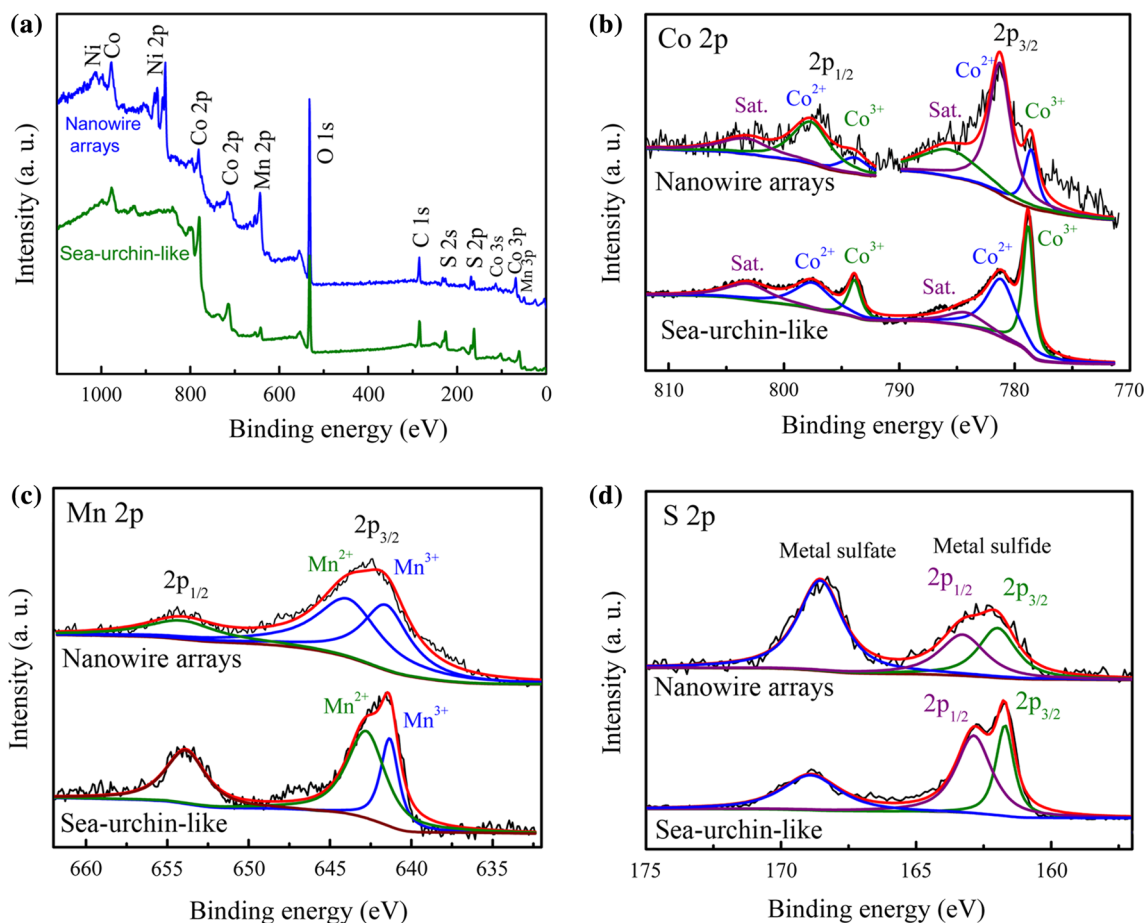 (a)
Ni
Co
Ni 2p
Co 2p
Co 2p
Mn 2p
O 1s
C 1s
S 2s
S 2p
Co 3s
Co 3p
Mn 3p
Nanowire
arrays
Sea-urchin-like
Intensity (a. u.)
1000 800 600 400 200 0
Binding energy (eV)
(b)
Co 2p
2p3/2
2p1/2
Co2+
Co3+
Sat.
Co2+
Co3+
Sat.
Nanowire arrays
Sat.
Co2+
Co3+
Sat.
Co2+
Co3+
Sea-urchin-like
Intensity (a. u.)
810 800 790 780 770
Binding energy (eV)
(c)
Mn 2p
2p3/2
2p1/2
Mn2+
Mn3+
Nanowire arrays
Mn2+
Mn3+
Sea-urchin-like
Intensity (a. u.)
660 655 650 645 640 635
Binding energy (eV)
(d)
S 2p
Metal sulfate
Metal sulfide
2p1/2
2p3/2
Nanowire arrays
2p1/2
2p3/2
Sea-urchin-like
Intensity (a. u.)
175 170 165 160
Binding energy (eV)